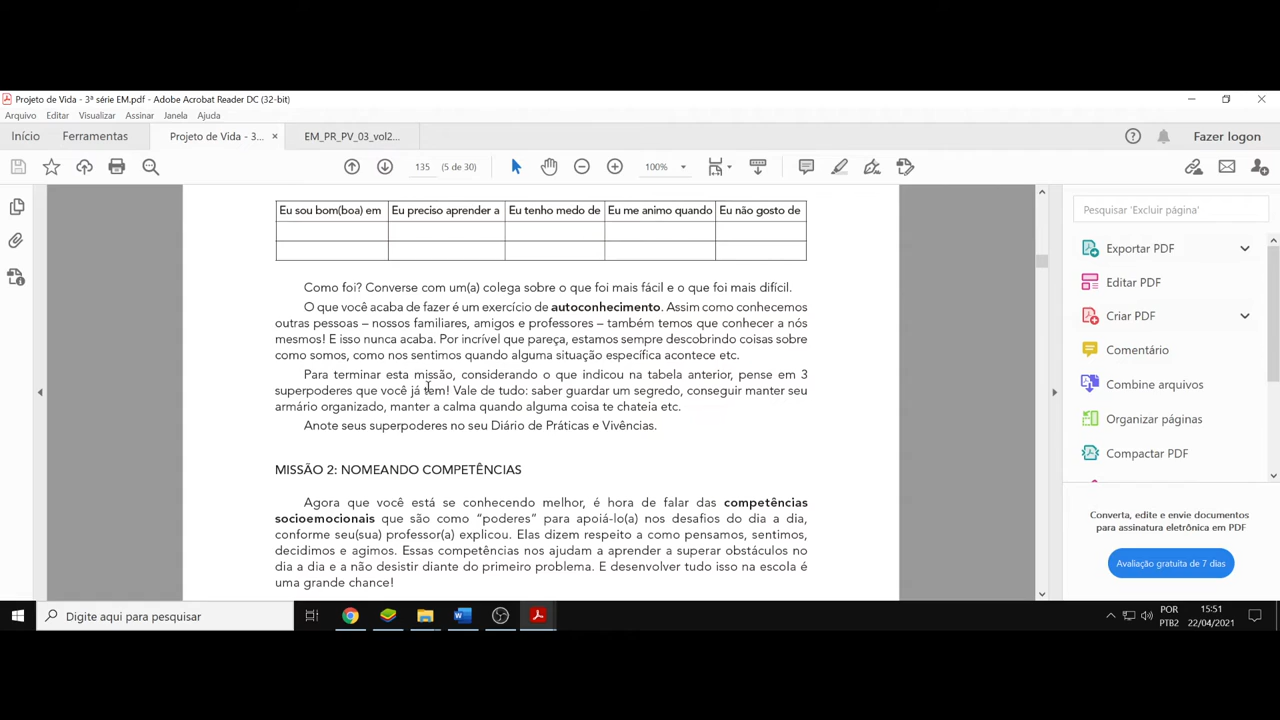 Projeto de Vida - 3ª série EM.pdf - Adobe Acrobat Reader DC (32-bit)
Arquivo Editar Visualizar Assinar Janela Ajuda
Início Ferramentas Projeto de Vida - 3... × EM_PR_PV_03_vol2... Fazer logon
135 (5 de 30) 100%
Eu sou bom(boa) em Eu preciso aprender a Eu tenho medo de Eu me animo quando Eu não gosto de
Como foi? Converse com um(a) colega sobre o que foi mais fácil e o que foi mais difícil.
O que você acaba de fazer é um exercício de autoconhecimento. Assim como conhecemos
outras pessoas – nossos familiares, amigos e professores – também temos que conhecer a nós
mesmos! E isso nunca acaba. Por incrível que pareça, estamos sempre descobrindo coisas sobre
como somos, como nos sentimos quando alguma situação específica acontece etc.
Para terminar esta missão, considerando o que indicou na tabela anterior, pense em 3
superpoderes que você já tem! Vale de tudo: saber guardar um segredo, conseguir manter seu
armário organizado, manter a calma quando alguma coisa te chateia etc.
Anote seus superpoderes no seu Diário de Práticas e Vivências.
MISSÃO 2: NOMEANDO COMPETÊNCIAS
Agora que você está se conhecendo melhor, é hora de falar das competências
socioemocionais que são como “poderes” para apoiá-lo(a) nos desafios do dia a dia,
conforme seu(sua) professor(a) explicou. Elas dizem respeito a como pensamos, sentimos,
decidimos e agimos. Essas competências nos ajudam a aprender a superar obstáculos no
dia a dia e a não desistir diante do primeiro problema. E desenvolver tudo isso na escola é
uma grande chance!
Pesquisar 'Excluir página'
Exportar PDF
Editar PDF
Criar PDF
Comentário
Combinar arquivos
Organizar páginas
Compactar PDF
Converta, edite e envie documentos
para assinatura eletrônica em PDF
Avaliação gratuita de 7 dias
Digite aqui para pesquisar
POR
PTB2
15:51
22/04/2021